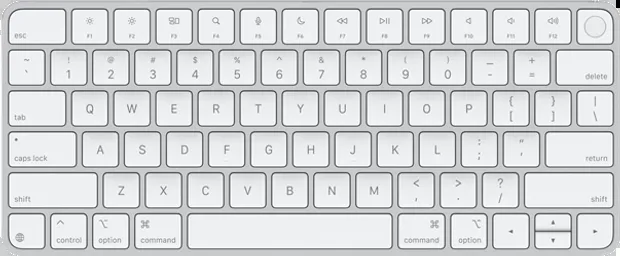 esc F1 F2 F3 F4 F5 F6 F7 F8 F9 F10 F11 F12
~ ! @ # $ % ^ & * ( ) _ +
` 1 2 3 4 5 6 7 8 9 0 - = delete
tab Q W E R T Y U I O P { [ } ] | \
caps lock A S D F G H J K L : ; " ' return
shift Z X C V B N M < , > . ? / shift
control option command command option